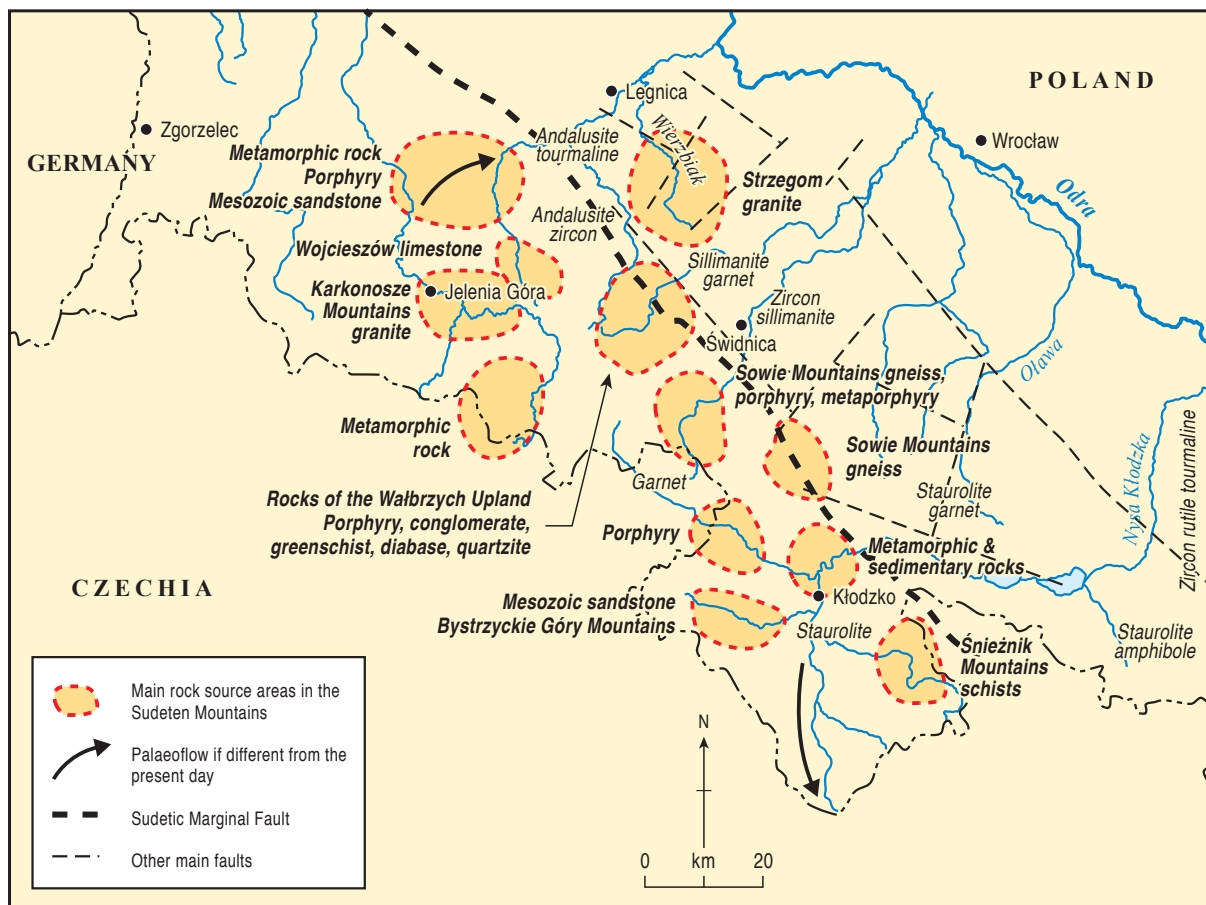 POLAND
Legnica
Zgorzelec
Wrocław
GERMANY
Andalusite
tourmaline
Wierzbiak
Metamorphic rock
Porphyry
Mesozoic sandstone
Strzegom
granite
Odra
Andalusite
zircon
Wojcieszów limestone
Sillimanite
garnet
Karkonosze
Mountains
granite
Jelenia Góra
Zircon
sillimanite
Świdnica
Oława
Sowie Mountains gneiss,
porphyry, metaporphyry
Metamorphic
rock
Sowie Mountains
gneiss
Nysa Kłodzka
Zircon rutile tourmaline
Garnet
Staurolite
garnet
Rocks of the Wałbrzych Upland
Porphyry, conglomerate,
greenschist, diabase, quartzite
Porphyry
Metamorphic &
sedimentary rocks
CZECHIA
Kłodzko
Mesozoic sandstone
Bystrzyckie Góry Mountains
Staurolite
Staurolite
amphibole
Śnieżnik
Mountains
schists
Main rock source areas in the
Sudeten Mountains
Palaeoflow if different from the
present day
Sudetic Marginal Fault
Other main faults
N
0 km 20